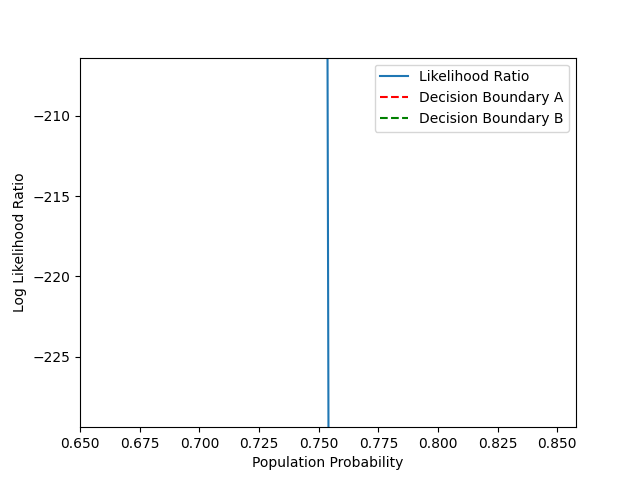 Likelihood Ratio
Decision Boundary A
Decision Boundary B
−210
−215
−220
−225
Log Likelihood Ratio
0.650 0.675 0.700 0.725 0.750 0.775 0.800 0.825 0.850
Population Probability